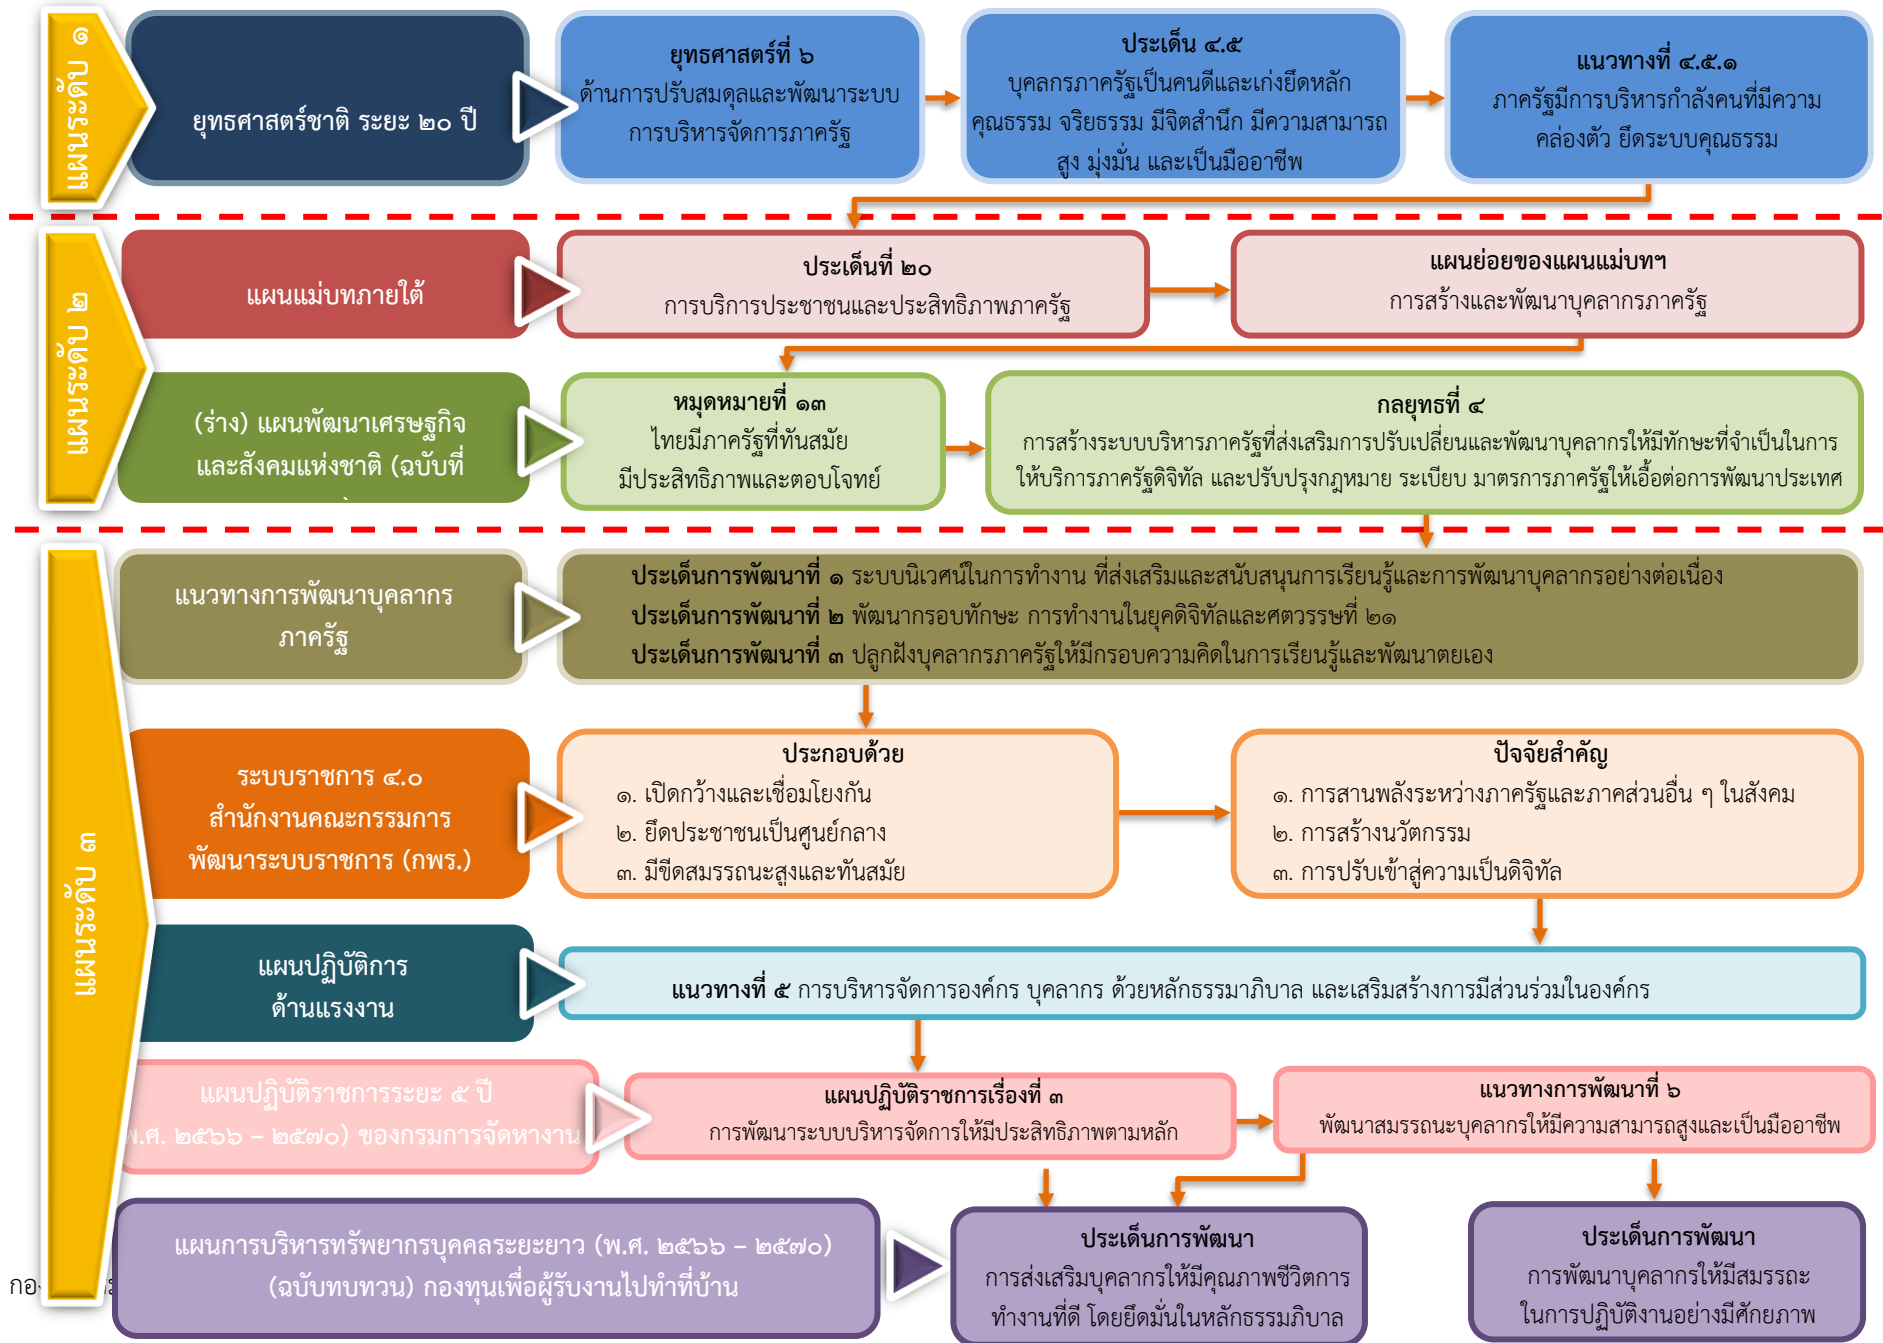 แผนระดับ ๑
ยุทธศาสตร์ชาติ ระยะ ๒๐ ปี
ยุทธศาสตร์ที่ ๖
ด้านการปรับสมดุลและพัฒนาระบบ
การบริหารจัดการภาครัฐ
ประเด็น ๔.๕
บุคลกรภาครัฐเป็นคนดีและเก่งยึดหลัก
คุณธรรม จริยธรรม มีจิตสำนึก มีความสามารถ
สูง มุ่งมั่น และเป็นมืออาชีพ
แนวทางที่ ๔.๕.๑
ภาครัฐมีการบริหารกำลังคนที่มีความ
คล่องตัว ยึดระบบคุณธรรม
แผนระดับ ๒
แผนแม่บทภายใต้
ประเด็นที่ ๒๐
การบริการประชาชนและประสิทธิภาพภาครัฐ
แผนย่อยของแผนแม่บทฯ
การสร้างและพัฒนาบุคลากรภาครัฐ
(ร่าง) แผนพัฒนาเศรษฐกิจ
และสังคมแห่งชาติ (ฉบับที่
หมุดหมายที่ ๑๓
ไทยมีภาครัฐที่ทันสมัย
มีประสิทธิภาพและตอบโจทย์
กลยุทธที่ ๔
การสร้างระบบบริหารภาครัฐที่ส่งเสริมการปรับเปลี่ยนและพัฒนาบุคลากรให้มีทักษะที่จำเป็นในการ
ให้บริการภาครัฐดิจิทัล และปรับปรุงกฎหมาย ระเบียบ มาตรการภาครัฐให้เอื้อต่อการพัฒนาประเทศ
แผนระดับ ๓
แนวทางการพัฒนาบุคลากร
ภาครัฐ
ประเด็นการพัฒนาที่ ๑ ระบบนิเวศน์ในการทำงาน ที่ส่งเสริมและสนับสนุนการเรียนรู้และการพัฒนาบุคลากรอย่างต่อเนื่อง
ประเด็นการพัฒนาที่ ๒ พัฒนากรอบทักษะ การทำงานในยุคดิจิทัลและศตวรรษที่ ๒๑
ประเด็นการพัฒนาที่ ๓ ปลูกฝังบุคลากรภาครัฐให้มีกรอบความคิดในการเรียนรู้และพัฒนาตยเอง
ระบบราชการ ๔.๐
สำนักงานคณะกรรมการ
พัฒนาระบบราชการ (กพร.)
ประกอบด้วย
๑. เปิดกว้างและเชื่อมโยงกัน
๒. ยึดประชาชนเป็นศูนย์กลาง
๓. มีขีดสมรรถนะสูงและทันสมัย
ปัจจัยสำคัญ
๑. การสานพลังระหว่างภาครัฐและภาคส่วนอื่น ๆ ในสังคม
๒. การสร้างนวัตกรรม
๓. การปรับเข้าสู่ความเป็นดิจิทัล
แผนปฏิบัติการ
ด้านแรงงาน
แนวทางที่ ๕ การบริหารจัดการองค์กร บุคลากร ด้วยหลักธรรมาภิบาล และเสริมสร้างการมีส่วนร่วมในองค์กร
แผนปฏิบัติราชการระยะ ๕ ปี
พ.ศ. ๒๕๖๖ – ๒๕๗๐) ของกรมการจัดหางาน
แผนปฏิบัติราชการเรื่องที่ ๓
การพัฒนาระบบบริหารจัดการให้มีประสิทธิภาพตามหลัก
แนวทางการพัฒนาที่ ๖
พัฒนาสมรรถนะบุคลากรให้มีความสามารถสูงและเป็นมืออาชีพ
แผนการบริหารทรัพยากรบุคคลระยะยาว (พ.ศ. ๒๕๖๖ – ๒๕๗๐)
(ฉบับทบทวน) กองทุนเพื่อผู้รับงานไปทำที่บ้าน
ประเด็นการพัฒนา
การส่งเสริมบุคลากรให้มีคุณภาพชีวิตการ
ทำงานที่ดี โดยยึดมั่นในหลักธรรมภิบาล
ประเด็นการพัฒนา
การพัฒนาบุคลากรให้มีสมรรถะ
ในการปฏิบัติงานอย่างมีศักยภาพ